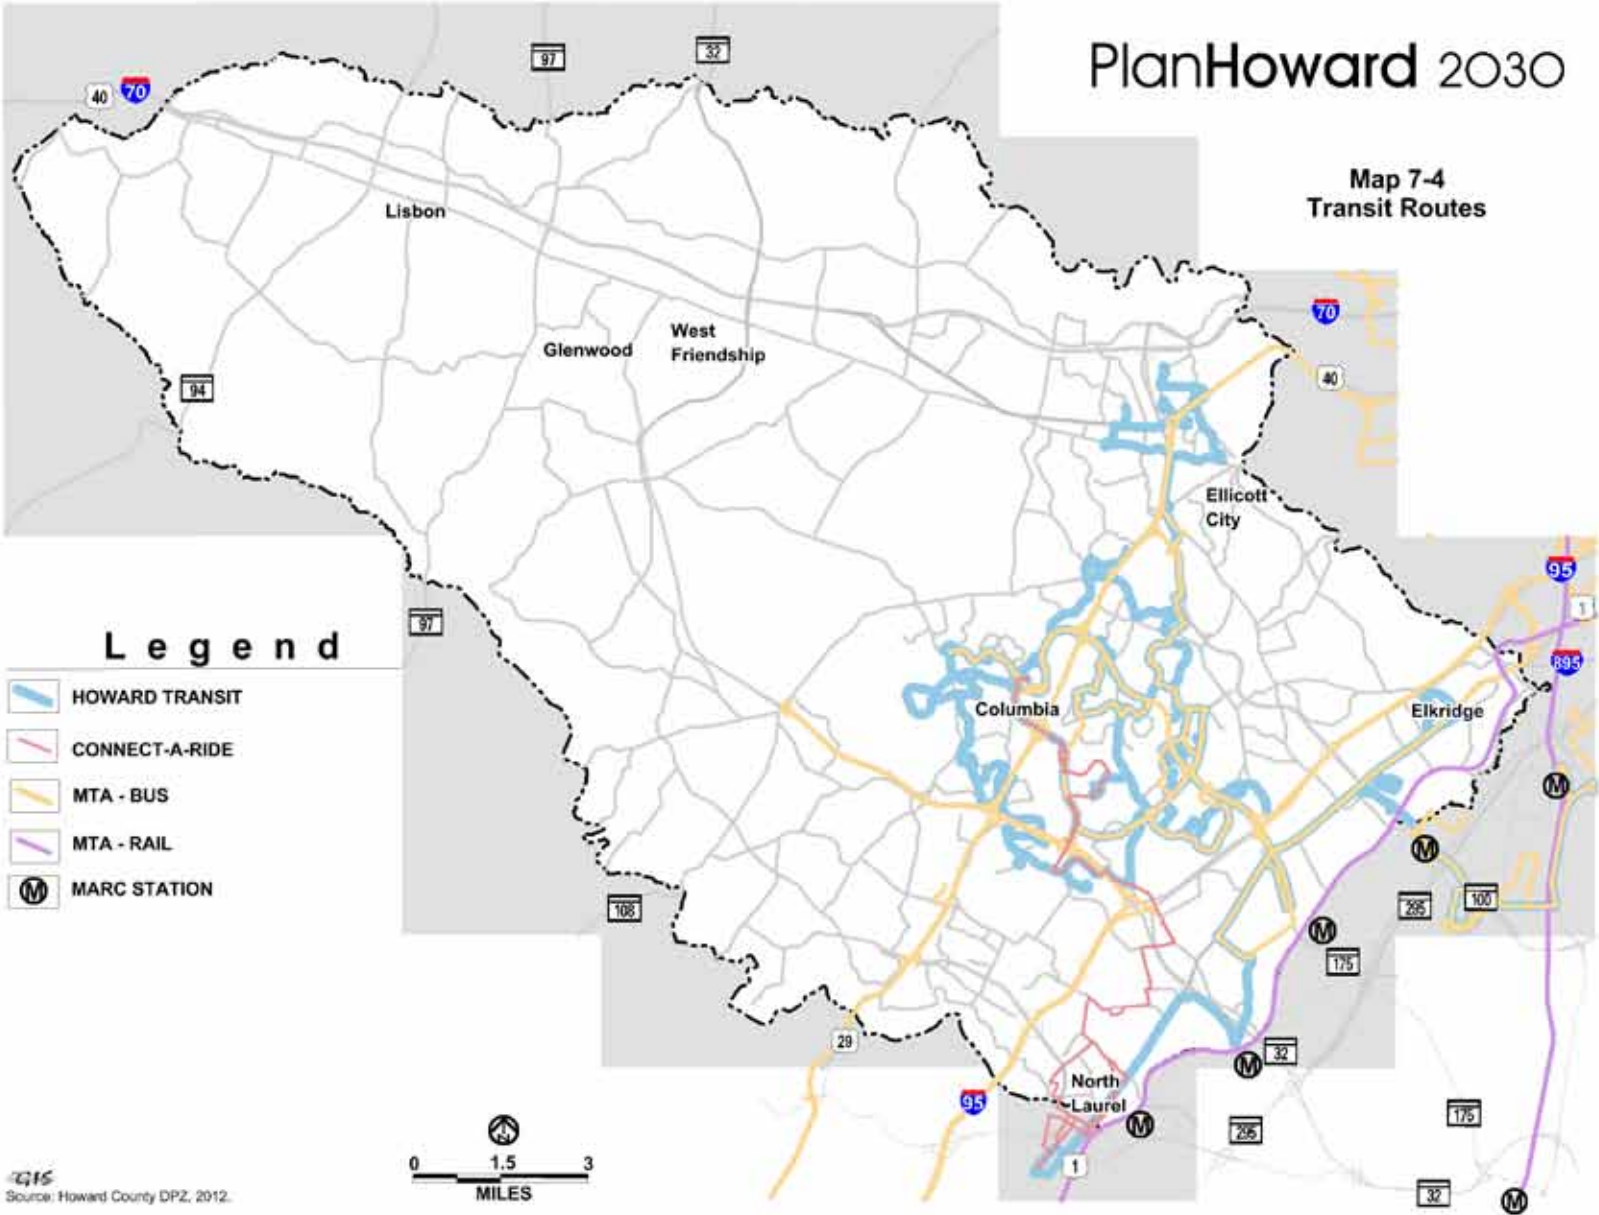 PlanHoward 2030
Map 7-4
Transit Routes
97
32
40
70
Lisbon
70
West
Friendship
Glenwood
40
94
Ellicott
City
95
1
97
895
Legend
HOWARD TRANSIT
CONNECT-A-RIDE
MTA - BUS
MTA - RAIL
M MARC STATION
Columbia
Elkridge
M
M
108
295
100
M
175
29
32
M
North
Laurel
95
M
295
175
1
32
M
N
0 1.5 3
MILES
GIS
Source: Howard County DPZ, 2012.